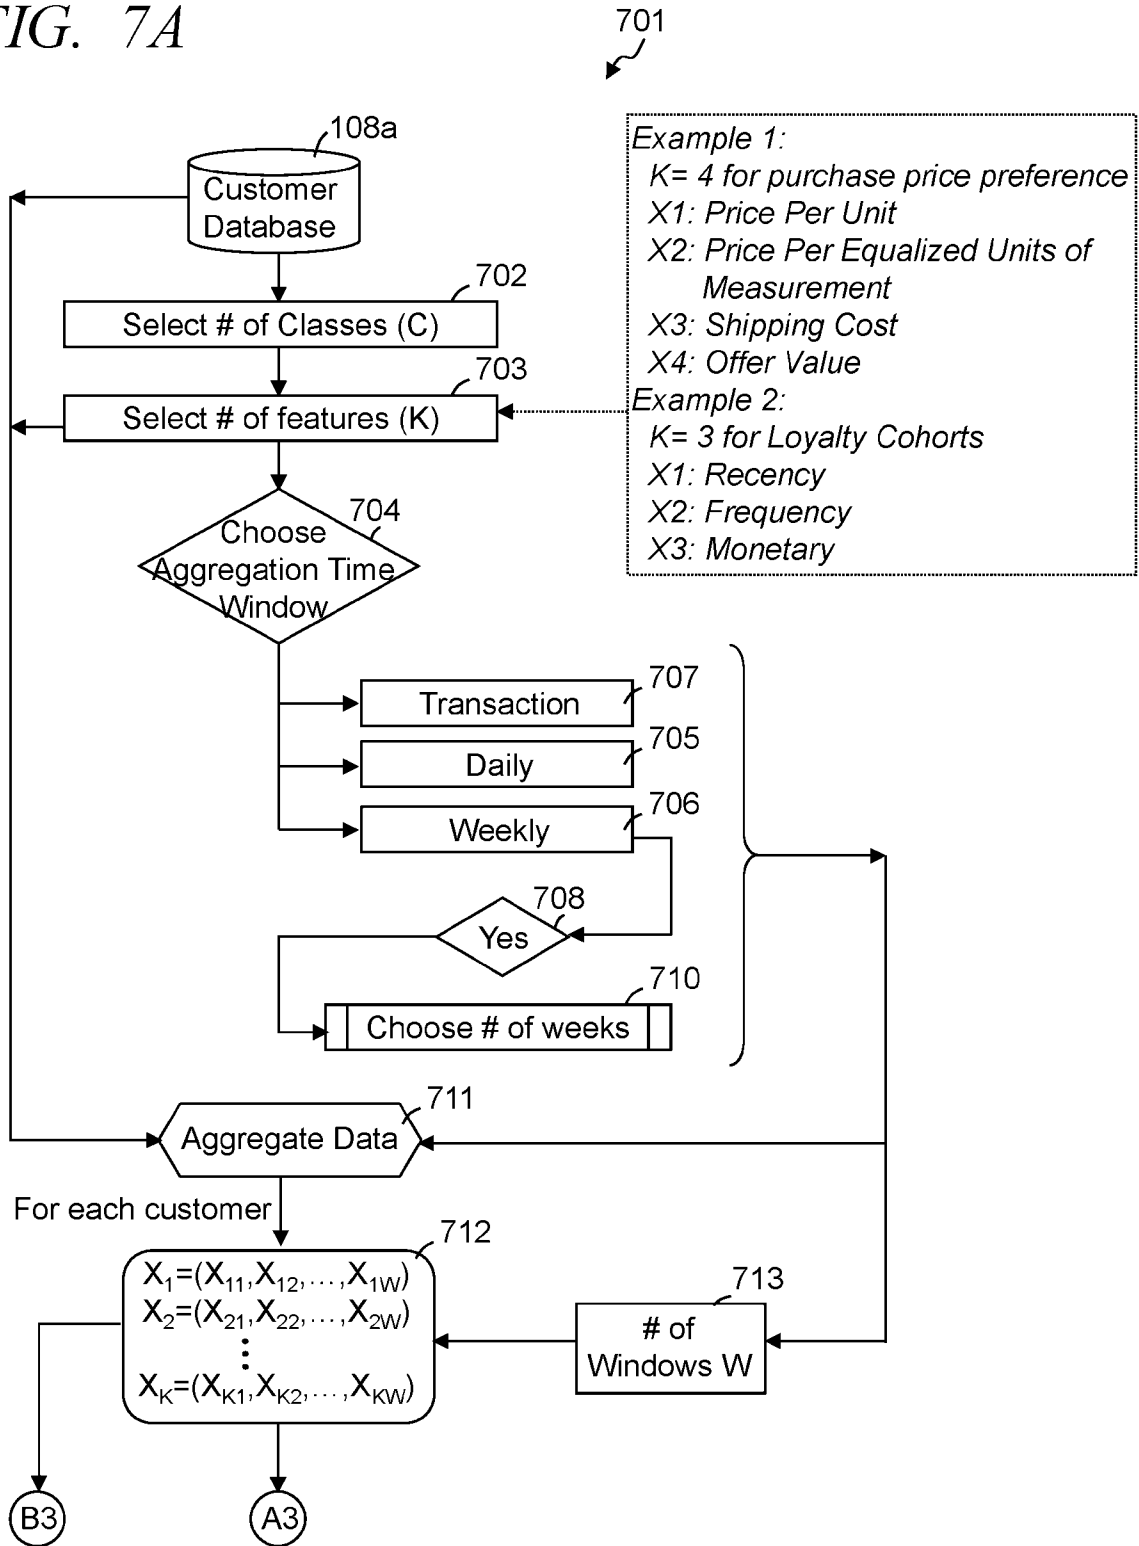 FIG. 7A
701
108a
Customer
Database
Example 1:
K= 4 for purchase price preference
X1: Price Per Unit
X2: Price Per Equalized Units of
Measurement
X3: Shipping Cost
X4: Offer Value
Example 2:
K= 3 for Loyalty Cohorts
X1: Recency
X2: Frequency
X3: Monetary
702
Select # of Classes (C)
703
Select # of features (K)
704
Choose
Aggregation Time
Window
707
Transaction
705
Daily
706
Weekly
708
Yes
710
Choose # of weeks
711
Aggregate Data
For each customer
712
X₁=(X₁₁,X₁₂,...,X₁W)
X₂=(X₂₁,X₂₂,...,X₂W)
⋮
XK=(XK1,XK2,...,XKW)
713
# of
Windows W
B3
A3